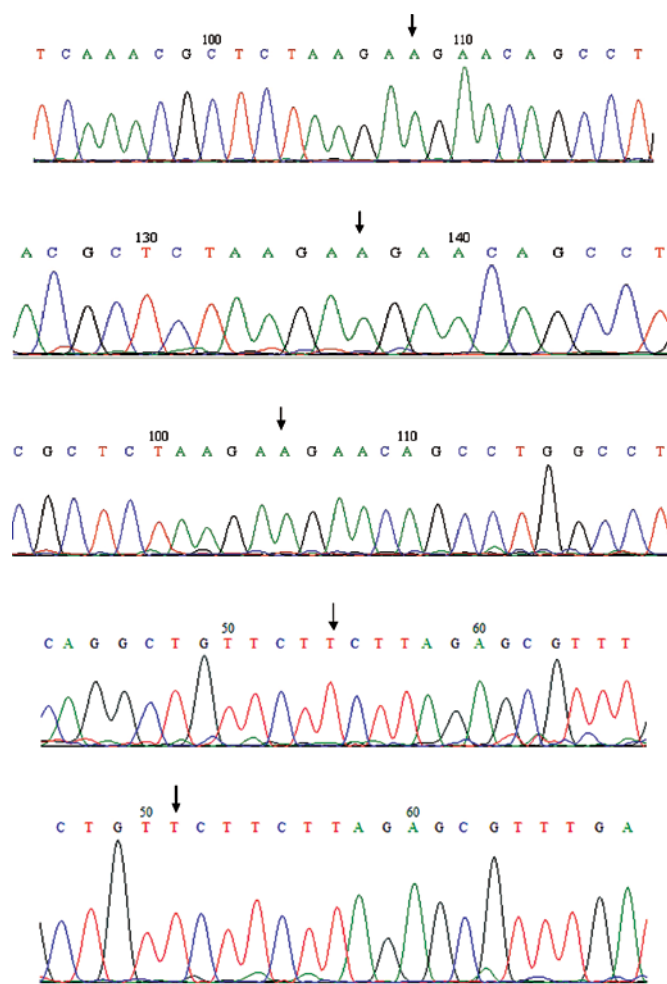 100 110
T C A A A C G C T C T A A G A A G A A C A G C C T
130 140
A C G C T C T A A G A A G A A C A G C C T
100 110
C G C T C T A A G A A G A A C A G C C T G G C C T
50 60
C A G G C T G T T C T T C T T A G A G C G T T T
50 60
C T G T T C T T C T T A G A G C G T T T G A